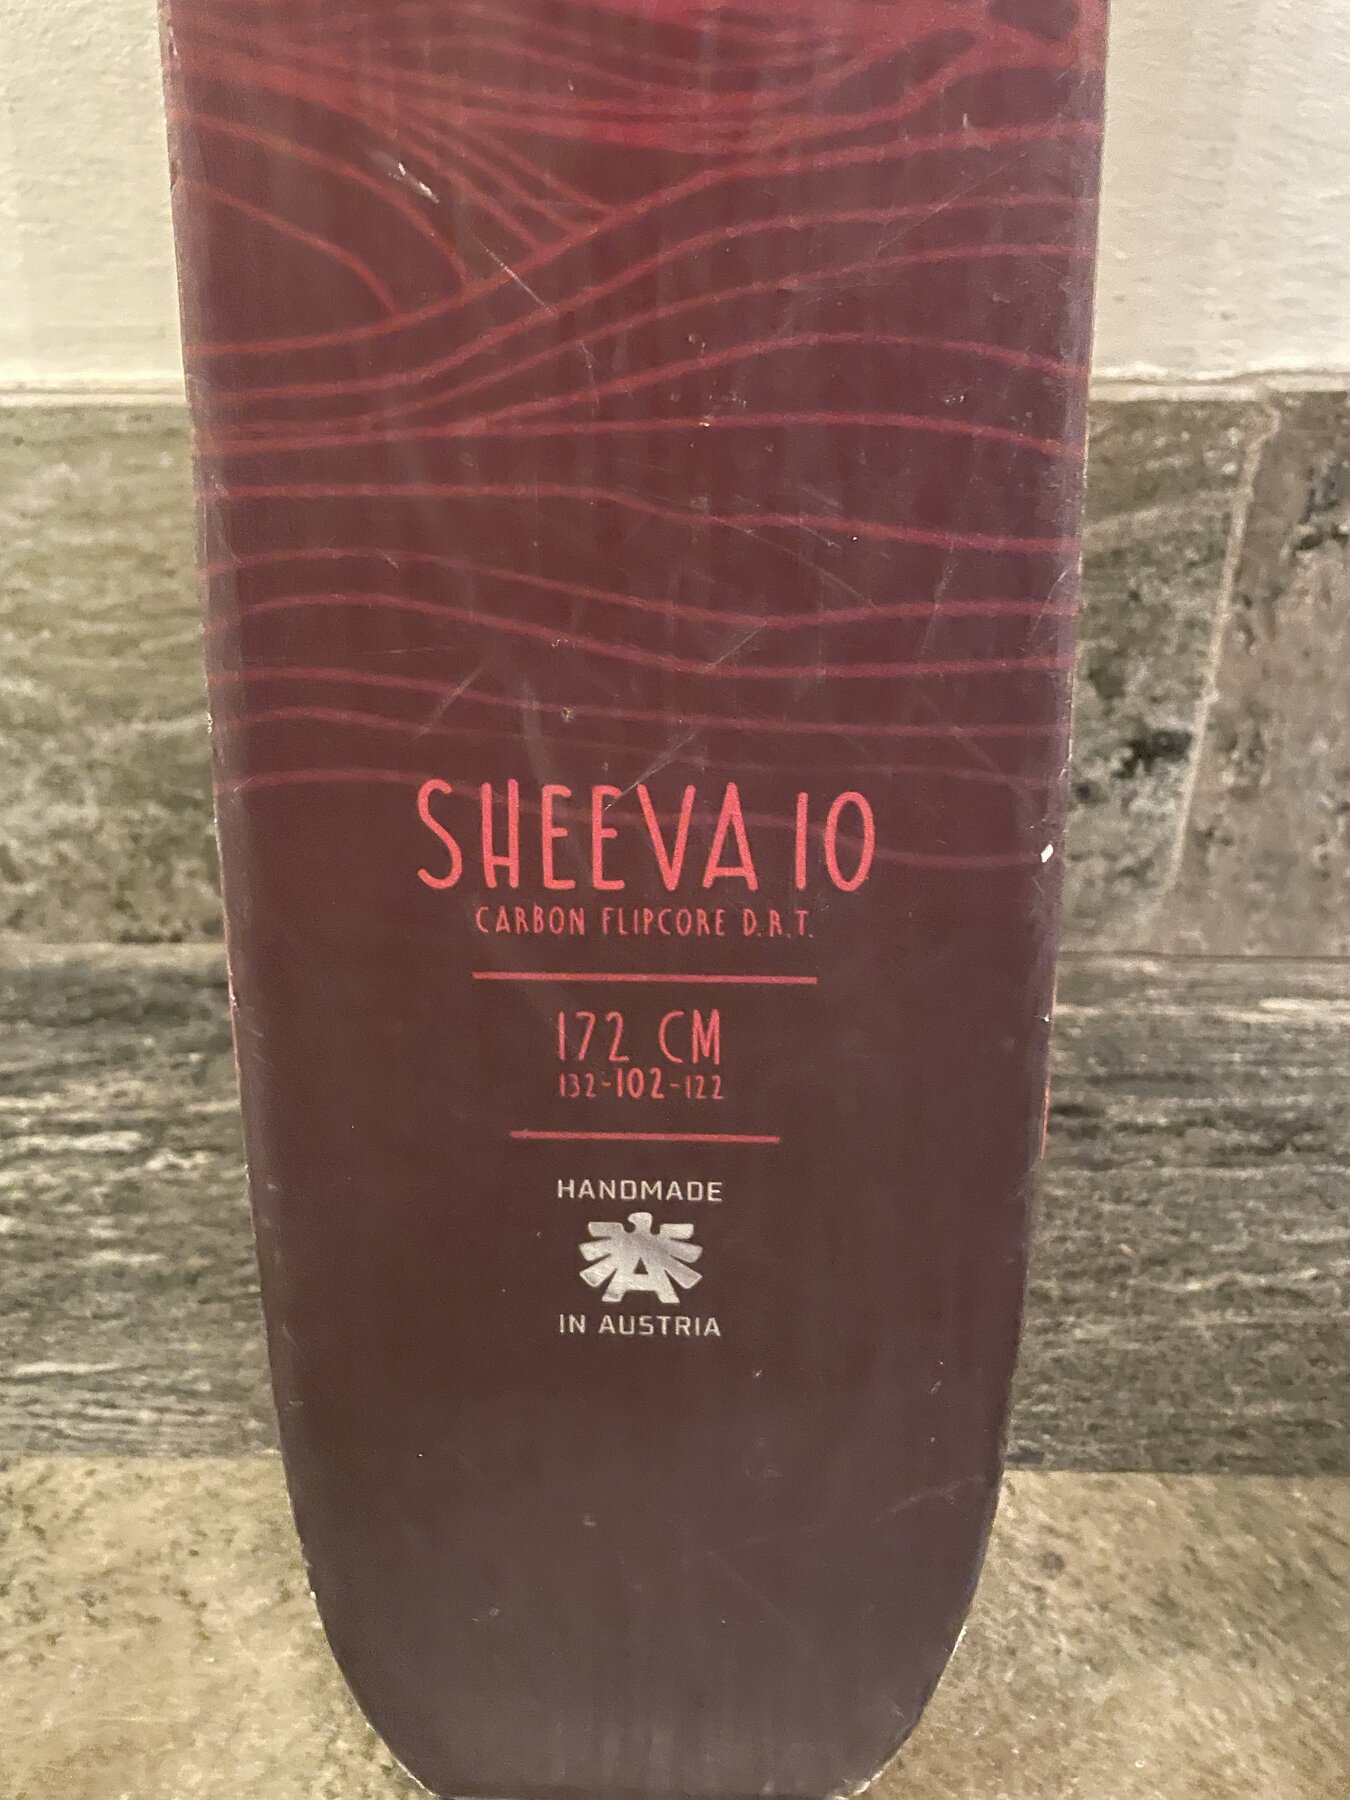 SHEEVA 10
CARBON FLIPCORE D.R.T.
172 CM
132-102-122
HANDMADE
A
IN AUSTRIA